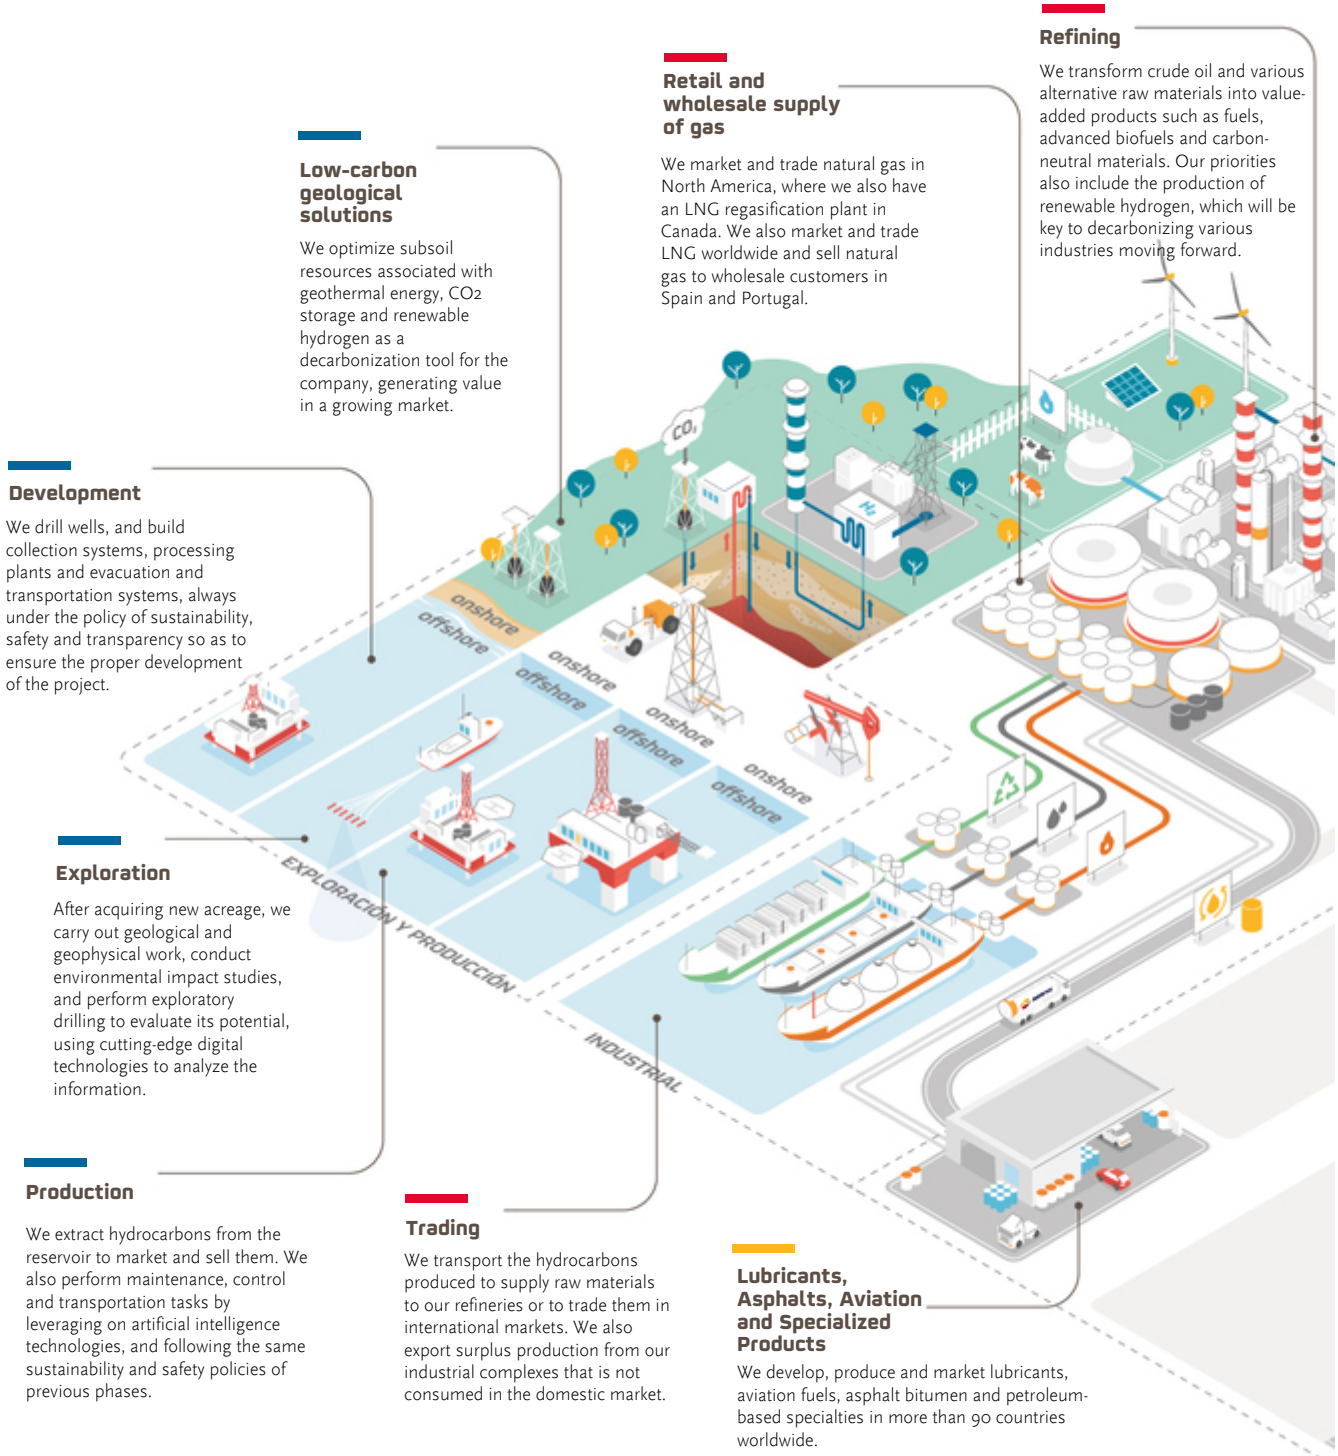 Refining
We transform crude oil and various
alternative raw materials into value-
added products such as fuels,
advanced biofuels and carbon-
neutral materials. Our priorities
also include the production of
renewable hydrogen, which will be
key to decarbonizing various
industries moving forward.
Retail and
wholesale supply
of gas
We market and trade natural gas in
North America, where we also have
an LNG regasification plant in
Canada. We also market and trade
LNG worldwide and sell natural
gas to wholesale customers in
Spain and Portugal.
Low-carbon
geological
solutions
We optimize subsoil
resources associated with
geothermal energy, CO2
storage and renewable
hydrogen as a
decarbonization tool for the
company, generating value
in a growing market.
Development
We drill wells, and build
collection systems, processing
plants and evacuation and
transportation systems, always
under the policy of sustainability,
safety and transparency so as to
ensure the proper development
of the project.
CO₂
H₂
onshore
offshore
onshore
offshore
onshore
offshore
onshore
offshore
EXPLORACIÓN Y PRODUCCIÓN
INDUSTRIAL
Exploration
After acquiring new acreage, we
carry out geological and
geophysical work, conduct
environmental impact studies,
and perform exploratory
drilling to evaluate its potential,
using cutting-edge digital
technologies to analyze the
information.
Production
We extract hydrocarbons from the
reservoir to market and sell them. We
also perform maintenance, control
and transportation tasks by
leveraging on artificial intelligence
technologies, and following the same
sustainability and safety policies of
previous phases.
Trading
We transport the hydrocarbons
produced to supply raw materials
to our refineries or to trade them in
international markets. We also
export surplus production from our
industrial complexes that is not
consumed in the domestic market.
Lubricants,
Asphalts, Aviation
and Specialized
Products
We develop, produce and market lubricants,
aviation fuels, asphalt bitumen and petroleum-
based specialties in more than 90 countries
worldwide.